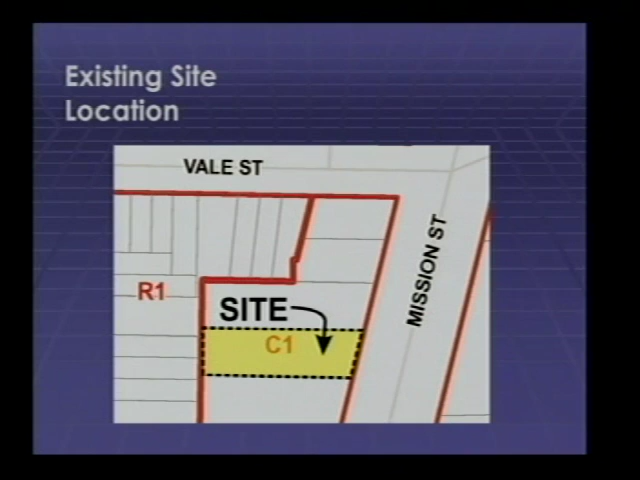 Existing Site
Location
VALE ST
MISSION ST
R1
SITE
C1